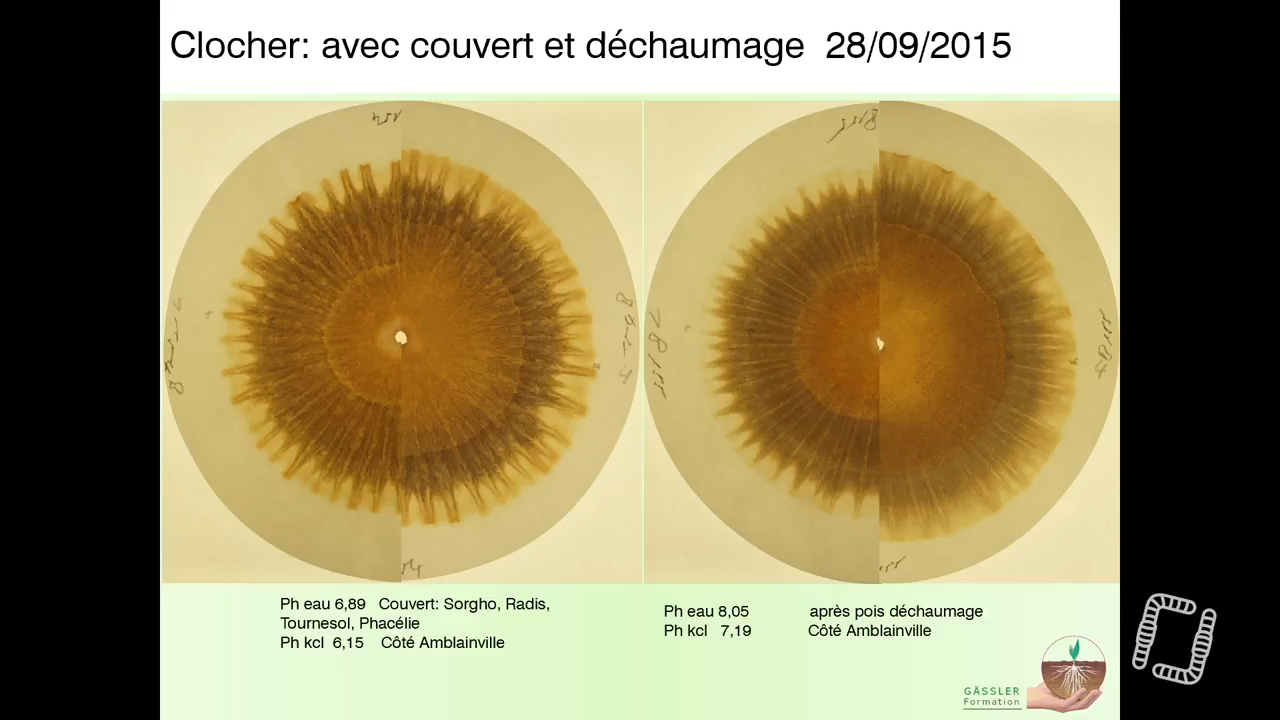 Clocher: avec couvert et déchaumage 28/09/2015
Ph eau 6,89 Couvert: Sorgho, Radis,
Tournesol, Phacélie
Ph kcl 6,15 Côté Amblainville
Ph eau 8,05 après pois déchaumage
Ph kcl 7,19 Côté Amblainville
GÄSSLER
Formation